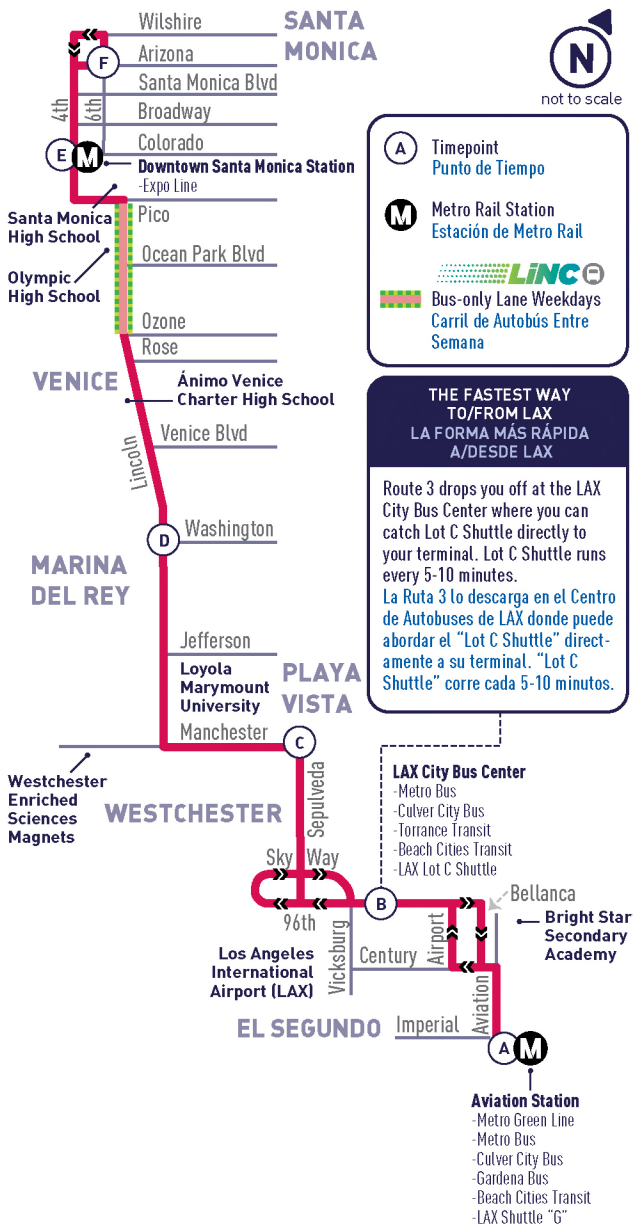 Wilshire
SANTA
MONICA
Arizona
F
Santa Monica Blvd
4th
6th
Broadway
Colorado
E
M
Downtown Santa Monica Station
-Expo Line
Santa Monica
High School
Pico
Olympic
High School
Ocean Park Blvd
Ozone
Rose
VENICE
Ánimo Venice
Charter High School
Lincoln
Venice Blvd
D
Washington
MARINA
DEL REY
Jefferson
Loyola
Marymount
University
PLAYA
VISTA
Manchester
C
Westchester
Enriched
Sciences
Magnets
WESTCHESTER
Sepulveda
Sky Way
96th
B
Vicksburg
Los Angeles
International
Airport (LAX)
Century
Airport
Bellanca
Bright Star
Secondary
Academy
Aviation
EL SEGUNDO
Imperial
A
M
Aviation Station
-Metro Green Line
-Metro Bus
-Culver City Bus
-Gardena Bus
-Beach Cities Transit
-LAX Shuttle "G"
N
not to scale
A
Timepoint
Punto de Tiempo
M
Metro Rail Station
Estación de Metro Rail
LiNC
Bus-only Lane Weekdays
Carril de Autobús Entre
Semana
THE FASTEST WAY
TO/FROM LAX
LA FORMA MÁS RÁPIDA
A/DESDE LAX
Route 3 drops you off at the LAX
City Bus Center where you can
catch Lot C Shuttle directly to
your terminal. Lot C Shuttle runs
every 5-10 minutes.
La Ruta 3 lo descarga en el Centro
de Autobuses de LAX donde puede
abordar el “Lot C Shuttle” direct-
amente a su terminal. “Lot C
Shuttle” corre cada 5-10 minutos.
LAX City Bus Center
-Metro Bus
-Culver City Bus
-Torrance Transit
-Beach Cities Transit
-LAX Lot C Shuttle